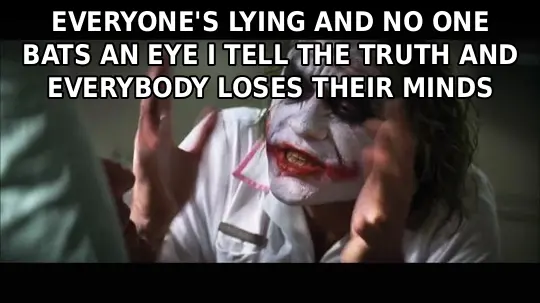 EVERYONE'S LYING AND NO ONE
BATS AN EYE I TELL THE TRUTH AND
EVERYBODY LOSES THEIR MINDS